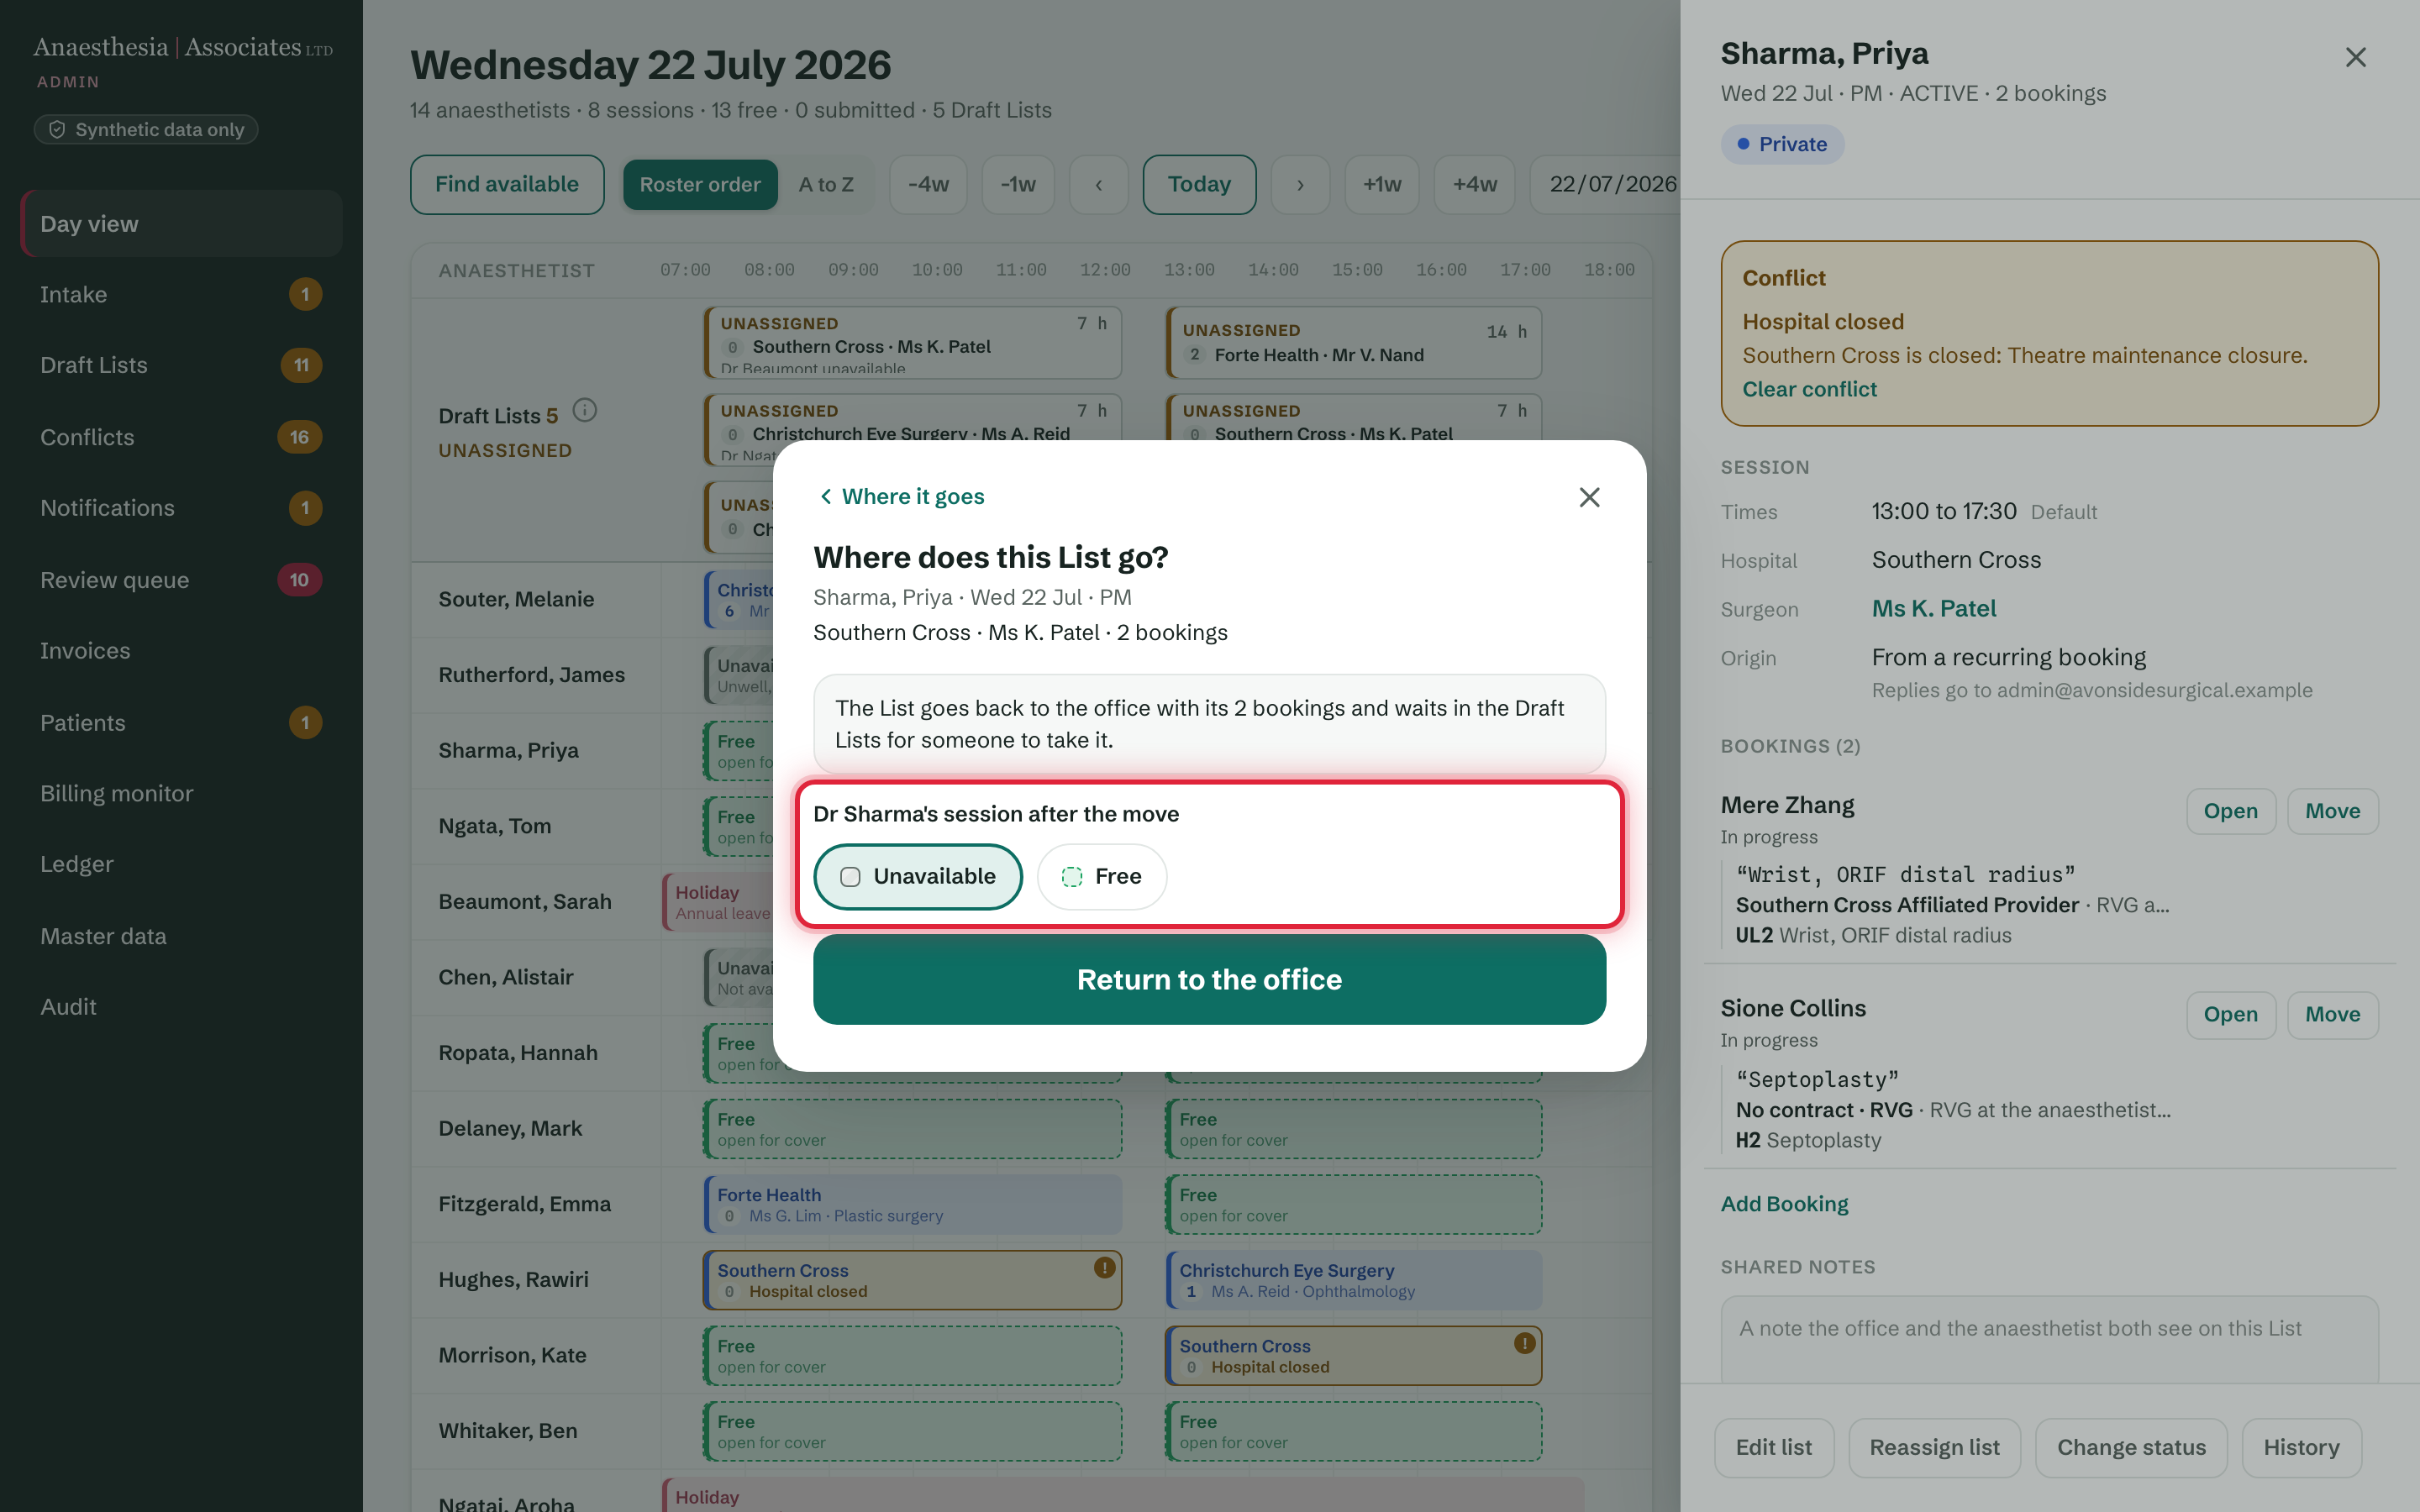 Anaesthesia | Associates LTD
ADMIN
Synthetic data only
Day view
Intake 1
Draft Lists 11
Conflicts 16
Notifications 1
Review queue 10
Invoices
Patients 1
Billing monitor
Ledger
Master data
Audit
Wednesday 22 July 2026
14 anaesthetists · 8 sessions · 13 free · 0 submitted · 5 Draft Lists
Find available
Roster order A to Z
-4w -1w ‹ Today › +1w +4w 22/07/2026
ANAESTHETIST 07:00 08:00 09:00 10:00 11:00 12:00 13:00 14:00 15:00 16:00 17:00 18:00
Draft Lists 5
UNASSIGNED
UNASSIGNED 7 h
0 Southern Cross · Ms K. Patel
Dr Beaumont unavailable
UNASSIGNED 14 h
2 Forte Health · Mr V. Nand
UNASSIGNED 7 h
0 Christchurch Eye Surgery · Ms A. Reid
UNASSIGNED 7 h
0 Southern Cross · Ms K. Patel
0
Souter, Melanie
6 Mr
Rutherford, James
Unwell,
Sharma, Priya
Free
Ngata, Tom
Free
Beaumont, Sarah
Holiday
Annual leave
Chen, Alistair
Ropata, Hannah
Free
open for
Delaney, Mark
Free
open for cover
Free
open for cover
Fitzgerald, Emma
Forte Health
0 Ms G. Lim · Plastic surgery
Free
open for cover
Hughes, Rawiri
Southern Cross !
0 Hospital closed
Christchurch Eye Surgery
1 Ms A. Reid · Ophthalmology
Morrison, Kate
Free
open for cover
Southern Cross !
0 Hospital closed
Whitaker, Ben
Free
open for cover
Free
open for cover
Ngatai, Aroha
Holiday
Where it goes
Where does this List go?
Sharma, Priya · Wed 22 Jul · PM
Southern Cross · Ms K. Patel · 2 bookings
The List goes back to the office with its 2 bookings and waits in the Draft
Lists for someone to take it.
Dr Sharma's session after the move
Unavailable Free
Return to the office
Sharma, Priya
Wed 22 Jul · PM · ACTIVE · 2 bookings
Private
Conflict
Hospital closed
Southern Cross is closed: Theatre maintenance closure.
Clear conflict
SESSION
Times 13:00 to 17:30 Default
Hospital Southern Cross
Surgeon Ms K. Patel
Origin From a recurring booking
Replies go to admin@avonsidesurgical.example
BOOKINGS (2)
Mere Zhang Open Move
In progress
“Wrist, ORIF distal radius”
Southern Cross Affiliated Provider · RVG a...
UL2 Wrist, ORIF distal radius
Sione Collins Open Move
In progress
“Septoplasty”
No contract · RVG · RVG at the anaesthetist...
H2 Septoplasty
Add Booking
SHARED NOTES
A note the office and the anaesthetist both see on this List
Edit list Reassign list Change status History